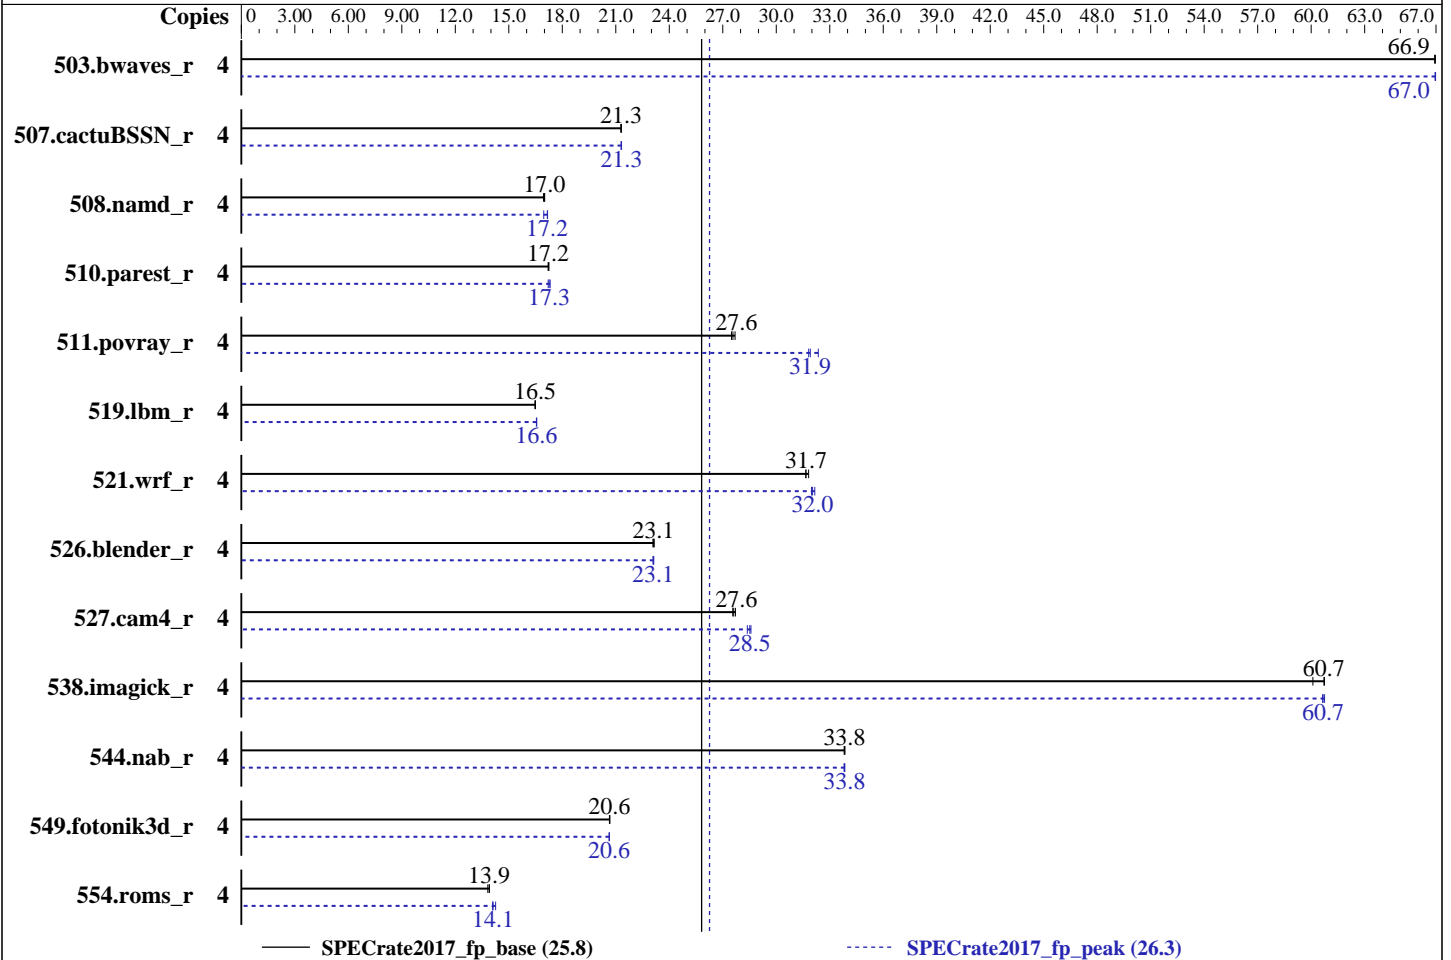 Copies 0 3.00 6.00 9.00 12.0 15.0 18.0 21.0 24.0 27.0 30.0 33.0 36.0 39.0 42.0 45.0 48.0 51.0 54.0 57.0 60.0 63.0 67.0
66.9
503.bwaves_r 4
67.0
21.3
507.cactuBSSN_r 4
21.3
17.0
508.namd_r 4
17.2
17.2
510.parest_r 4
17.3
27.6
511.povray_r 4
31.9
16.5
519.lbm_r 4
16.6
31.7
521.wrf_r 4
32.0
23.1
526.blender_r 4
23.1
27.6
527.cam4_r 4
28.5
60.7
538.imagick_r 4
60.7
33.8
544.nab_r 4
33.8
20.6
549.fotonik3d_r 4
20.6
13.9
554.roms_r 4
14.1
SPECrate2017_fp_base (25.8) SPECrate2017_fp_peak (26.3)